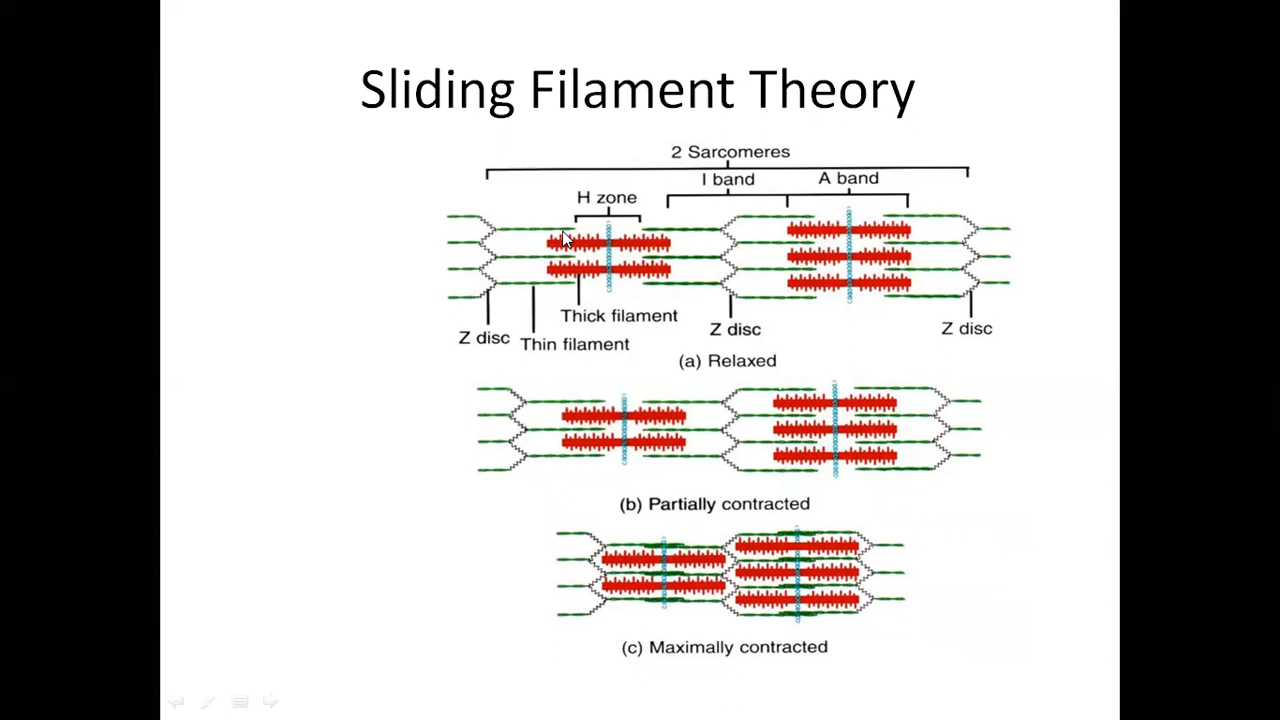 Sliding Filament Theory
2 Sarcomeres
I band
A band
H zone
Thick filament
Z disc
Z disc
Z disc
Thin filament
(a) Relaxed
(b) Partially contracted
(c) Maximally contracted